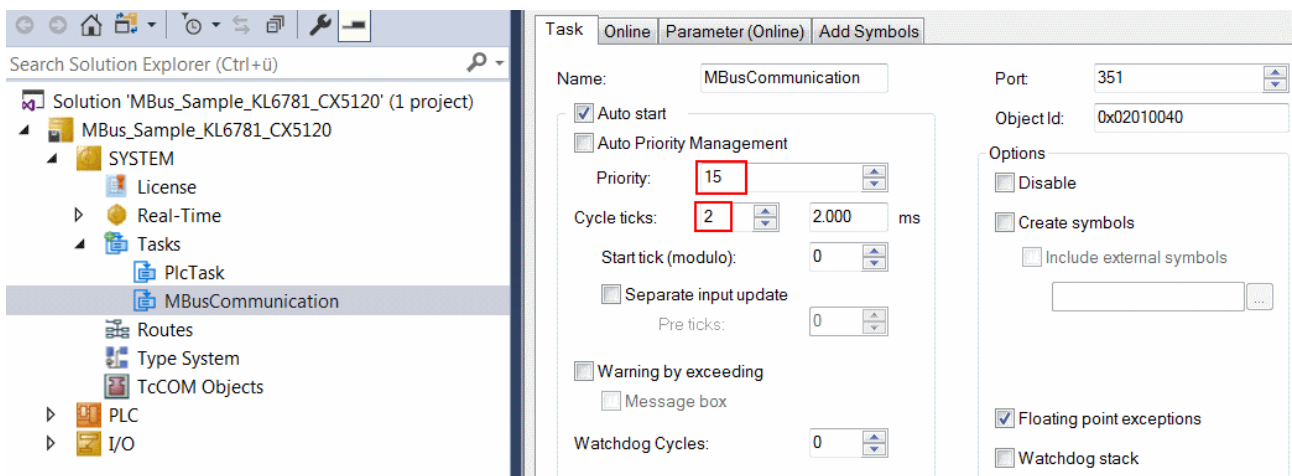 Search Solution Explorer (Ctrl+ü)
Solution 'MBus_Sample_KL6781_CX5120' (1 project)
MBus_Sample_KL6781_CX5120
SYSTEM
License
Real-Time
Tasks
PlcTask
MBusCommunication
Routes
Type System
TcCOM Objects
PLC
I/O
Task Online Parameter (Online) Add Symbols
Name: MBusCommunication
Auto start
Auto Priority Management
Priority: 15
Cycle ticks: 2 2.000 ms
Start tick (modulo): 0
Separate input update
Pre ticks: 0
Warning by exceeding
Message box
Watchdog Cycles: 0
Port: 351
Object Id: 0x02010040
Options
Disable
Create symbols
Include external symbols
...
Floating point exceptions
Watchdog stack